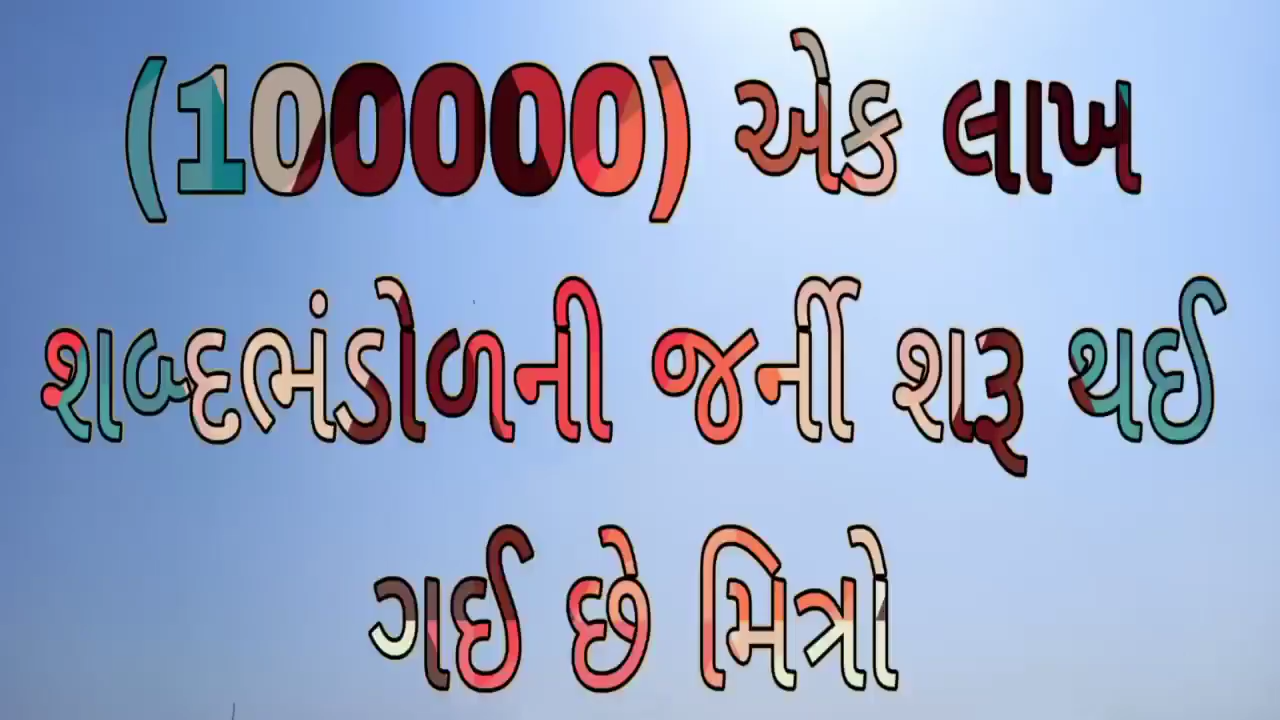 (100000) એક લાખ
શબ્દભંડોળની જર્ની શરૂ થઈ
ગઈ છે મિત્રો